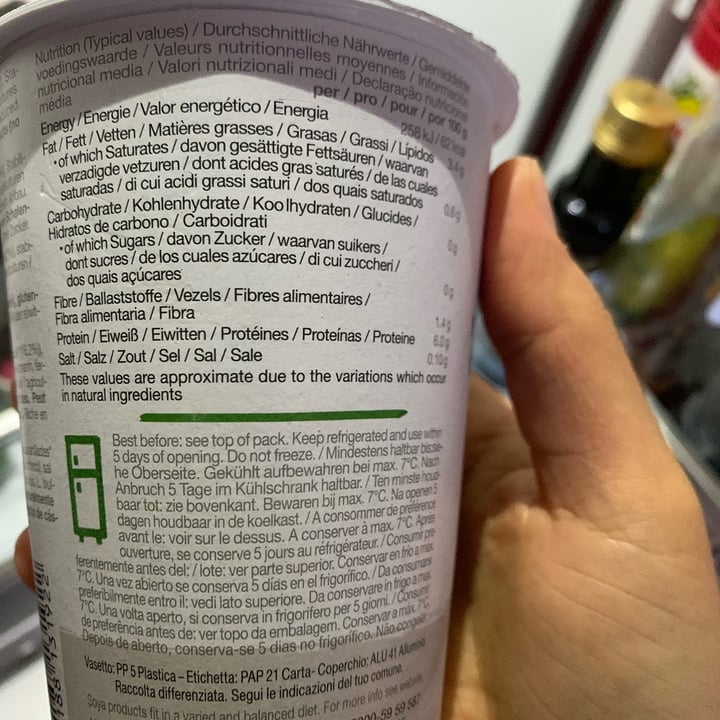 Nutrition (Typical values) / Durchschnittliche Nährwerte / Gemiddelde
voedingswaarde / Valeurs nutritionnelles moyennes / Información
nutricional media / Valori nutrizionali medi / Declaração nutricional
média
per / pro / pour / por 100 g
Energy / Energie / Valor energético / Energia 258 kJ / 62 kcal
Fat / Fett / Vetten / Matières grasses / Grasas / Grassi / Lípidos 3.4g
• of which Saturates / davon gesättigte Fettsäuren / waarvan
verzadigde vetzuren / dont acides gras saturés / de las cuales
saturadas / di cui acidi grassi saturi / dos quais saturados 0.6g
Carbohydrate / Kohlenhydrate / Koolhydraten / Glucides /
Hidratos de carbono / Carboidrati 0g
• of which Sugars / davon Zucker / waarvan suikers /
dont sucres / de los cuales azúcares / di cui zuccheri /
dos quais açúcares 0g
Fibre / Ballaststoffe / Vezels / Fibres alimentaires /
Fibra alimentaria / Fibra 1.4g
Protein / Eiweiß / Eiwitten / Protéines / Proteínas / Proteine 6.0g
Salt / Salz / Zout / Sel / Sal / Sale 0.10g
These values are approximate due to the variations which occur
in natural ingredients
Best before: see top of pack. Keep refrigerated and use within
5 days of opening. Do not freeze. / Mindestens haltbar bis: sie-
he Oberseite. Gekühlt aufbewahren bei max. 7°C. Nach
Anbruch 5 Tage im Kühlschrank haltbar. / Ten minste houd-
baar tot: zie bovenkant. Bewaren bij max. 7°C. Na openen 5
dagen houdbaar in de koelkast. / A consommer de préférence
avant le: voir sur le dessus. A conserver à max. 7°C. Après
ouverture, se conserve 5 jours au réfrigérateur. / Consumir pre-
ferentemente antes del: / lote: ver parte superior. Conservar en frío a max.
7°C. Una vez abierto se conserva 5 días en el frigorífico. / Da consumarsi
preferibilmente entro il: vedi lato superiore. Da conservare in frigo a max.
7°C. Una volta aperto, si conserva in frigorifero per 5 giorni. / Consumir
de preferência antes de: ver topo da embalagem. Conservar a máx. 7°C.
Depois de aberto, conserva-se 5 dias no frigorífico. Não congelar.
Vasetto: PP 5 Plastica – Etichetta: PAP 21 Carta - Coperchio: ALU 41 Alluminio.
Raccolta differenziata. Segui le indicazioni del tuo comune.
Soya products fit in a varied and balanced diet. For more info see website.